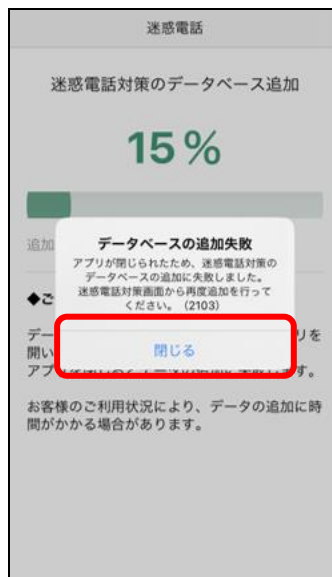 迷惑電話
迷惑電話対策のデータベース追加
15%
追加
データベースの追加失敗
アプリが閉じられたため、迷惑電話対策の
データベースの追加に失敗しました。
迷惑電話対策画面から再度追加を行って
ください。（2103）
◆ご
デー
リを
開い
閉じる
アプ
す。
お客様のご利用状況により、データの追加に時
間がかかる場合があります。